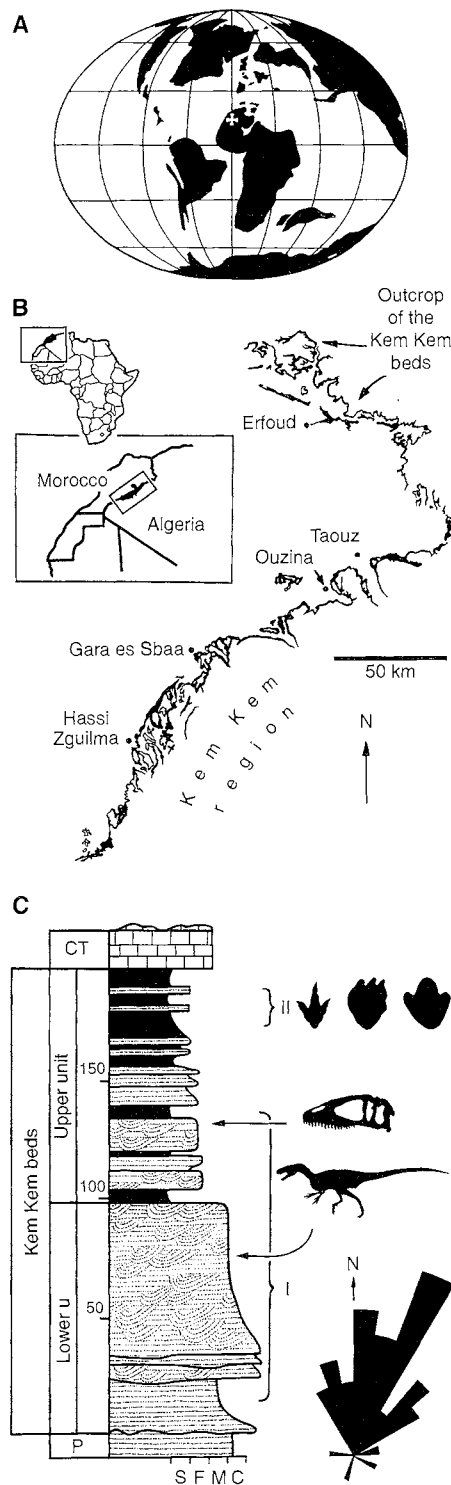 A
B
Outcrop
of the
Kem Kem
beds
Erfoud
Morocco
Algeria
Taouz
Ouzina
Gara es Sbaa
50 km
Hassi
Zguilma
Kem Kem
region
N
C
CT
Kem Kem beds
Upper unit
150
II
100
Lower u
50
I
N
P
S F M C